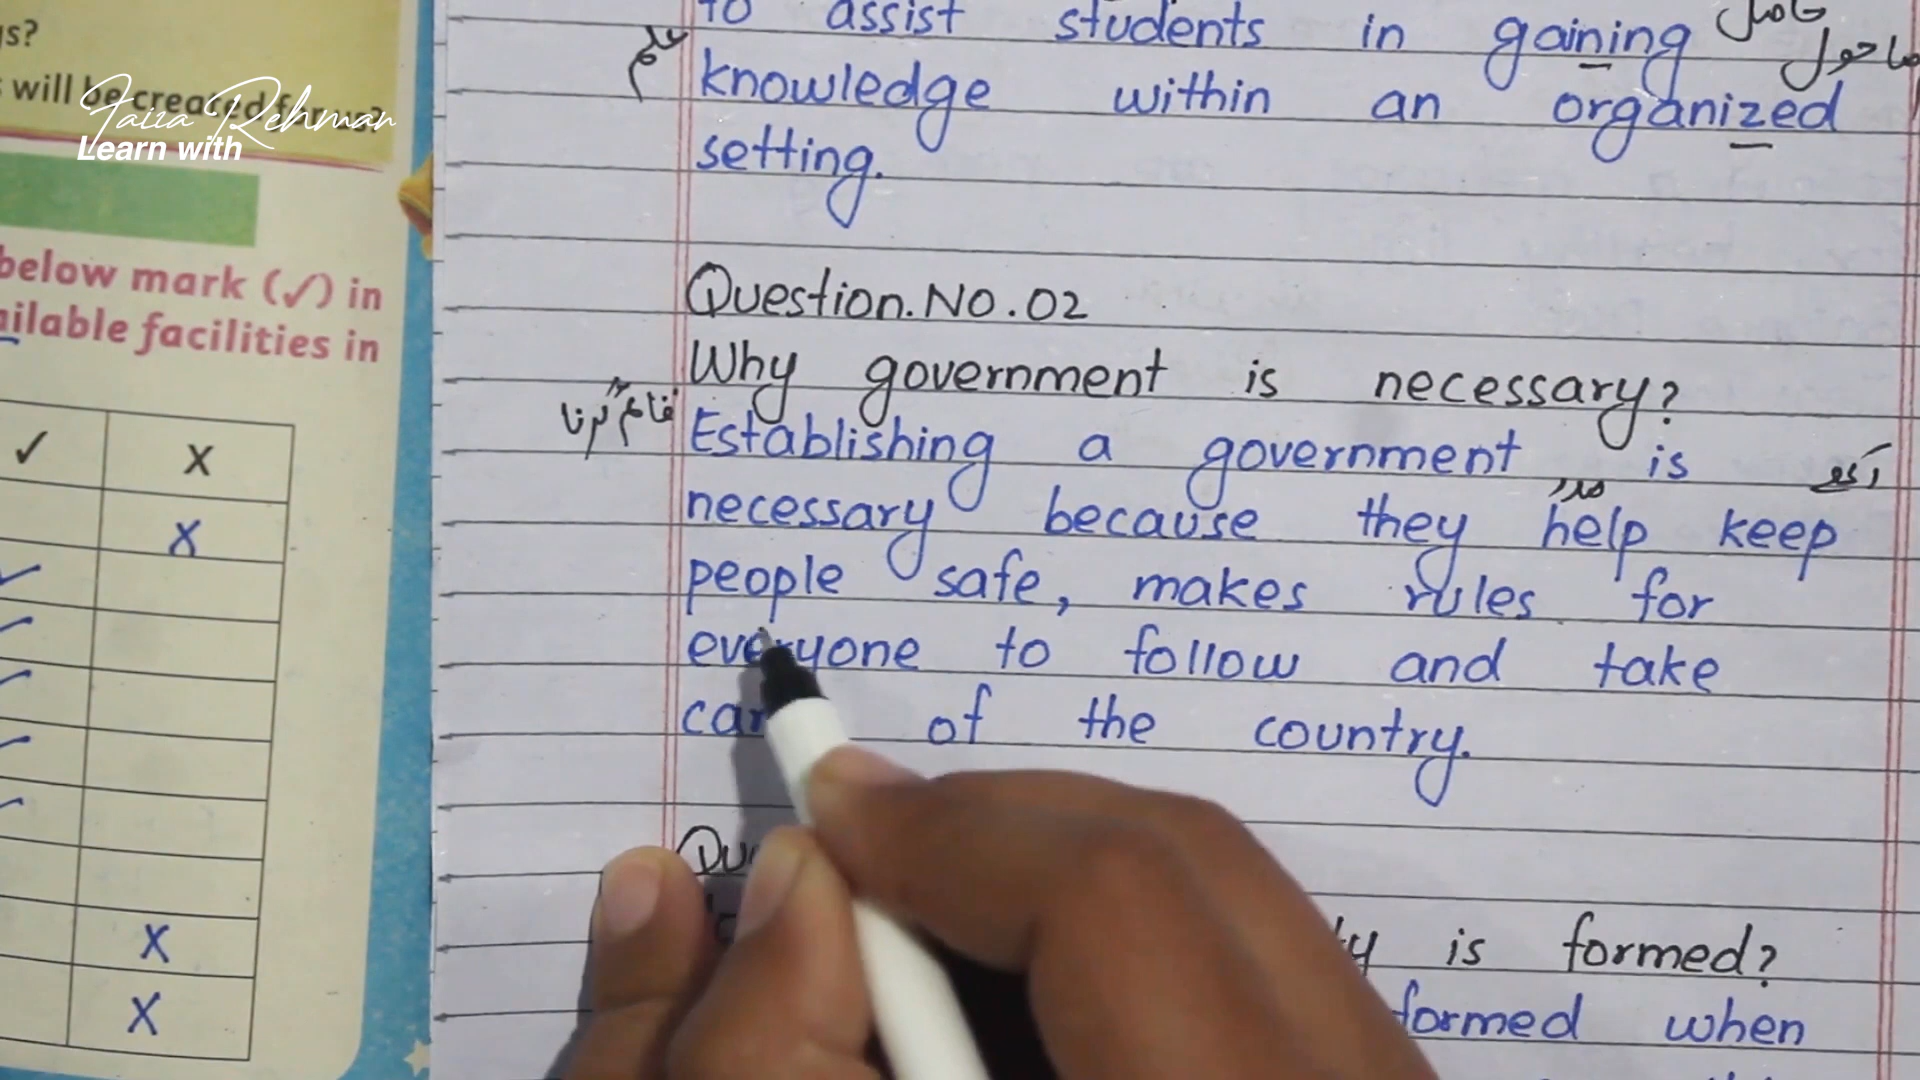 s?
will be created for us?
Faiza Rehman
Learn with
below mark (✓) in
ailable facilities in
✓ X
X
X
X
to assist students in gaining حاصل
علم knowledge within an organized ماحول
setting.
Question.No.02
Why government is necessary?
قائم کرنا Establishing a government is
necessary because they help keep
مدد
people safe, makes rules for
everyone to follow and take
of the country.
is formed?
formed when